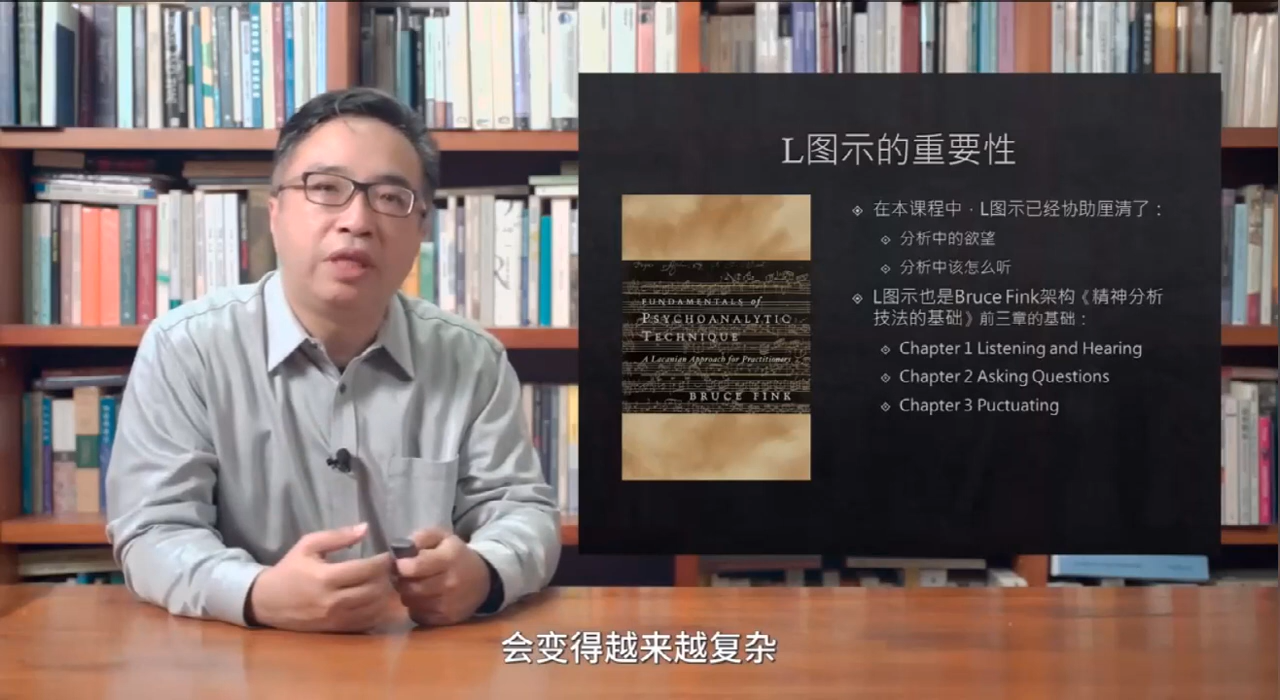 L图示的重要性
在本课程中，L图示已经协助厘清了：
分析中的欲望
分析中该怎么听
L图示也是Bruce Fink架构《精神分析
技法的基础》前三章的基础：
Chapter 1 Listening and Hearing
Chapter 2 Asking Questions
Chapter 3 Puctuating
FUNDAMENTALS of
PSYCHOANALYTIC
TECHNIQUE
A Lacanian Approach for Practitioners
BRUCE FINK
会变得越来越复杂